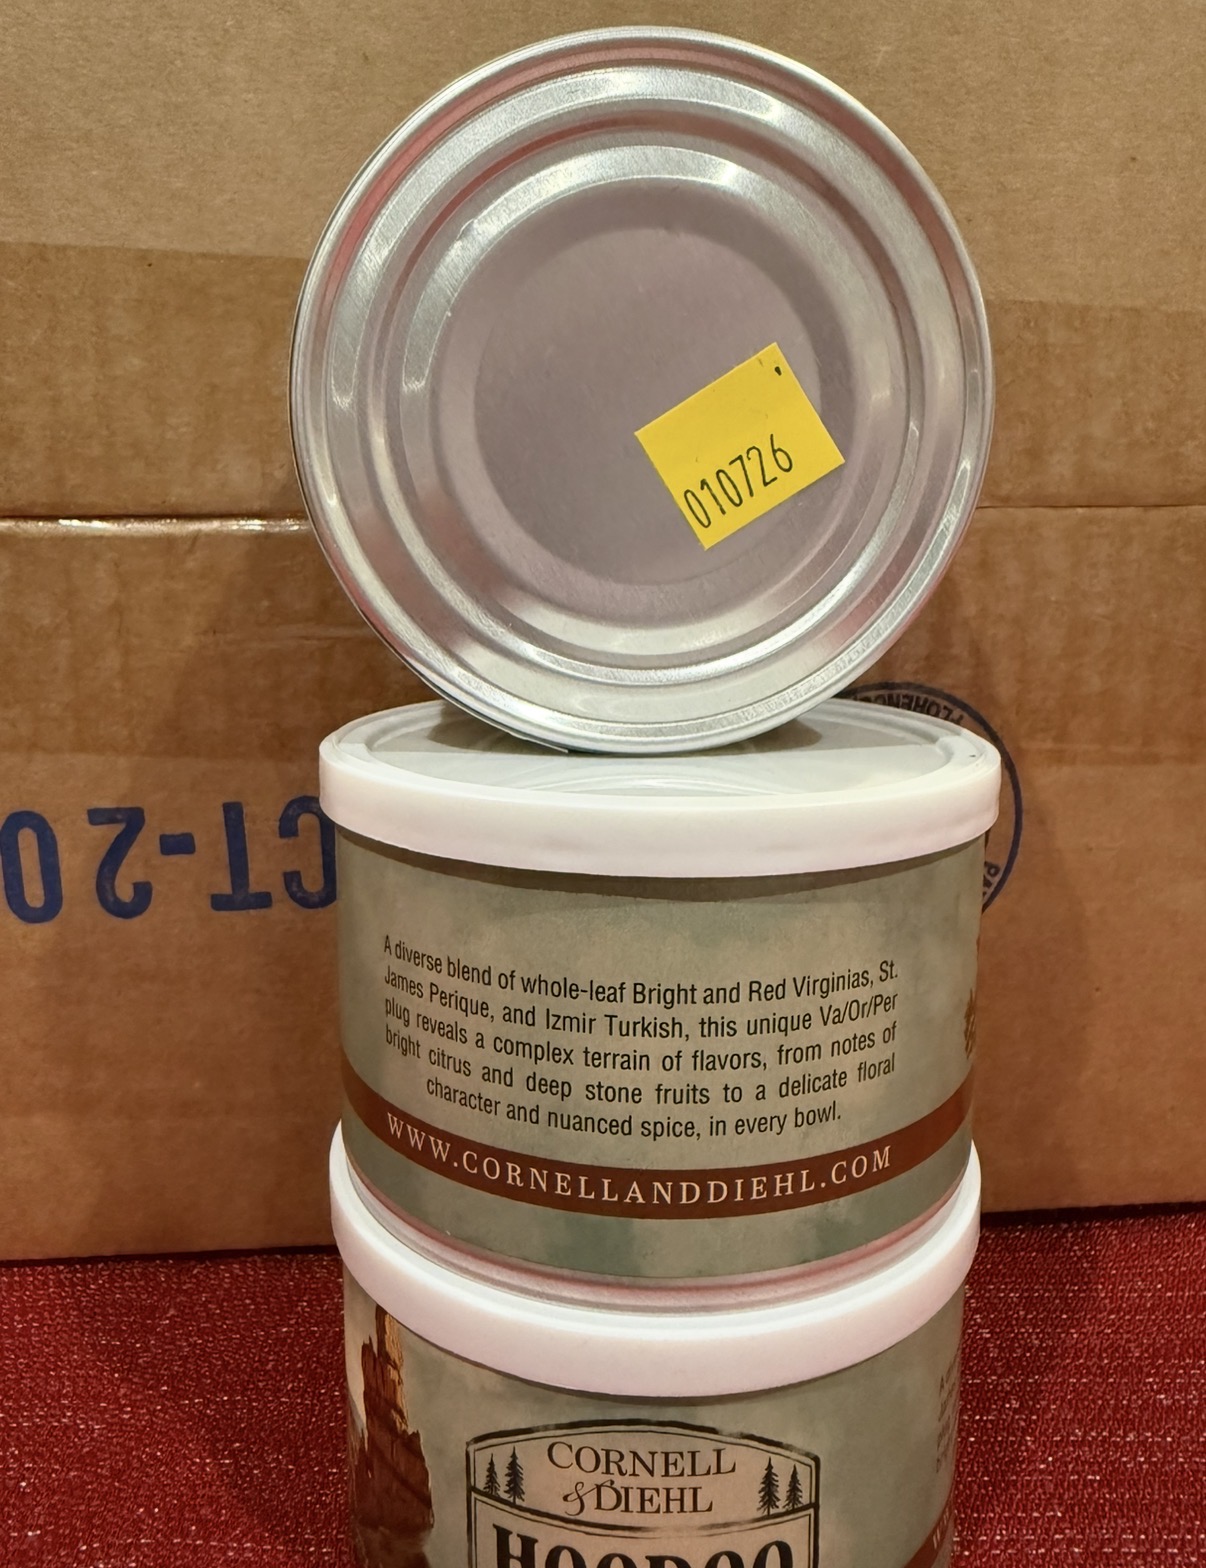 010726
CT-20
A diverse blend of whole-leaf Bright and Red Virginias, St.
James Perique, and Izmir Turkish, this unique Va/Or/Per
plug reveals a complex terrain of flavors, from notes of
bright citrus and deep stone fruits to a delicate floral
character and nuanced spice, in every bowl.
WWW.CORNELLANDDIEHL.COM
CORNELL
& DIEHL
HOODOO